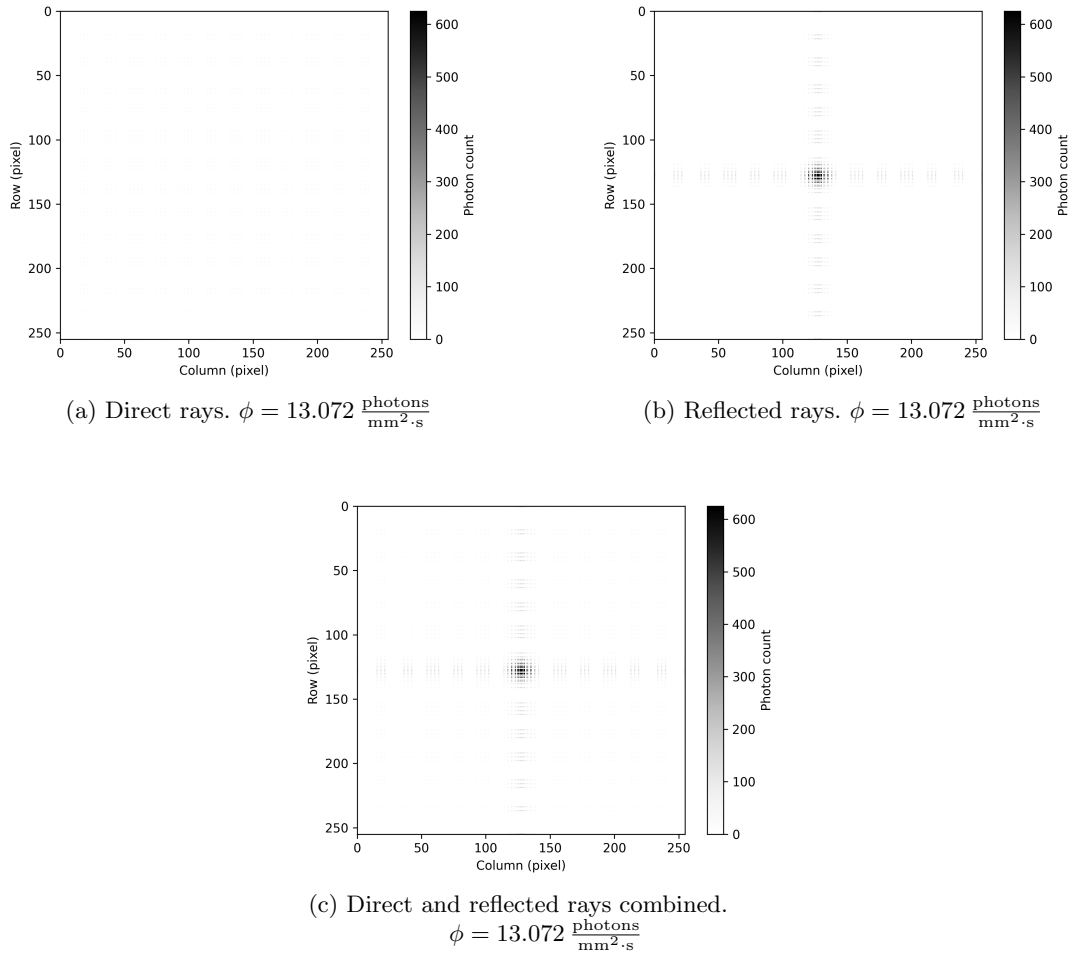 0
50
100
150
200
250
Row (pixel)
0 50 100 150 200 250
Column (pixel)
600
500
400
300
200
100
0
Photon count
(a) Direct rays. ϕ = 13.072 photons/mm²·s
0
50
100
150
200
250
Row (pixel)
0 50 100 150 200 250
Column (pixel)
600
500
400
300
200
100
0
Photon count
(b) Reflected rays. ϕ = 13.072 photons/mm²·s
0
50
100
150
200
250
Row (pixel)
0 50 100 150 200 250
Column (pixel)
600
500
400
300
200
100
0
Photon count
(c) Direct and reflected rays combined.
ϕ = 13.072 photons/mm²·s